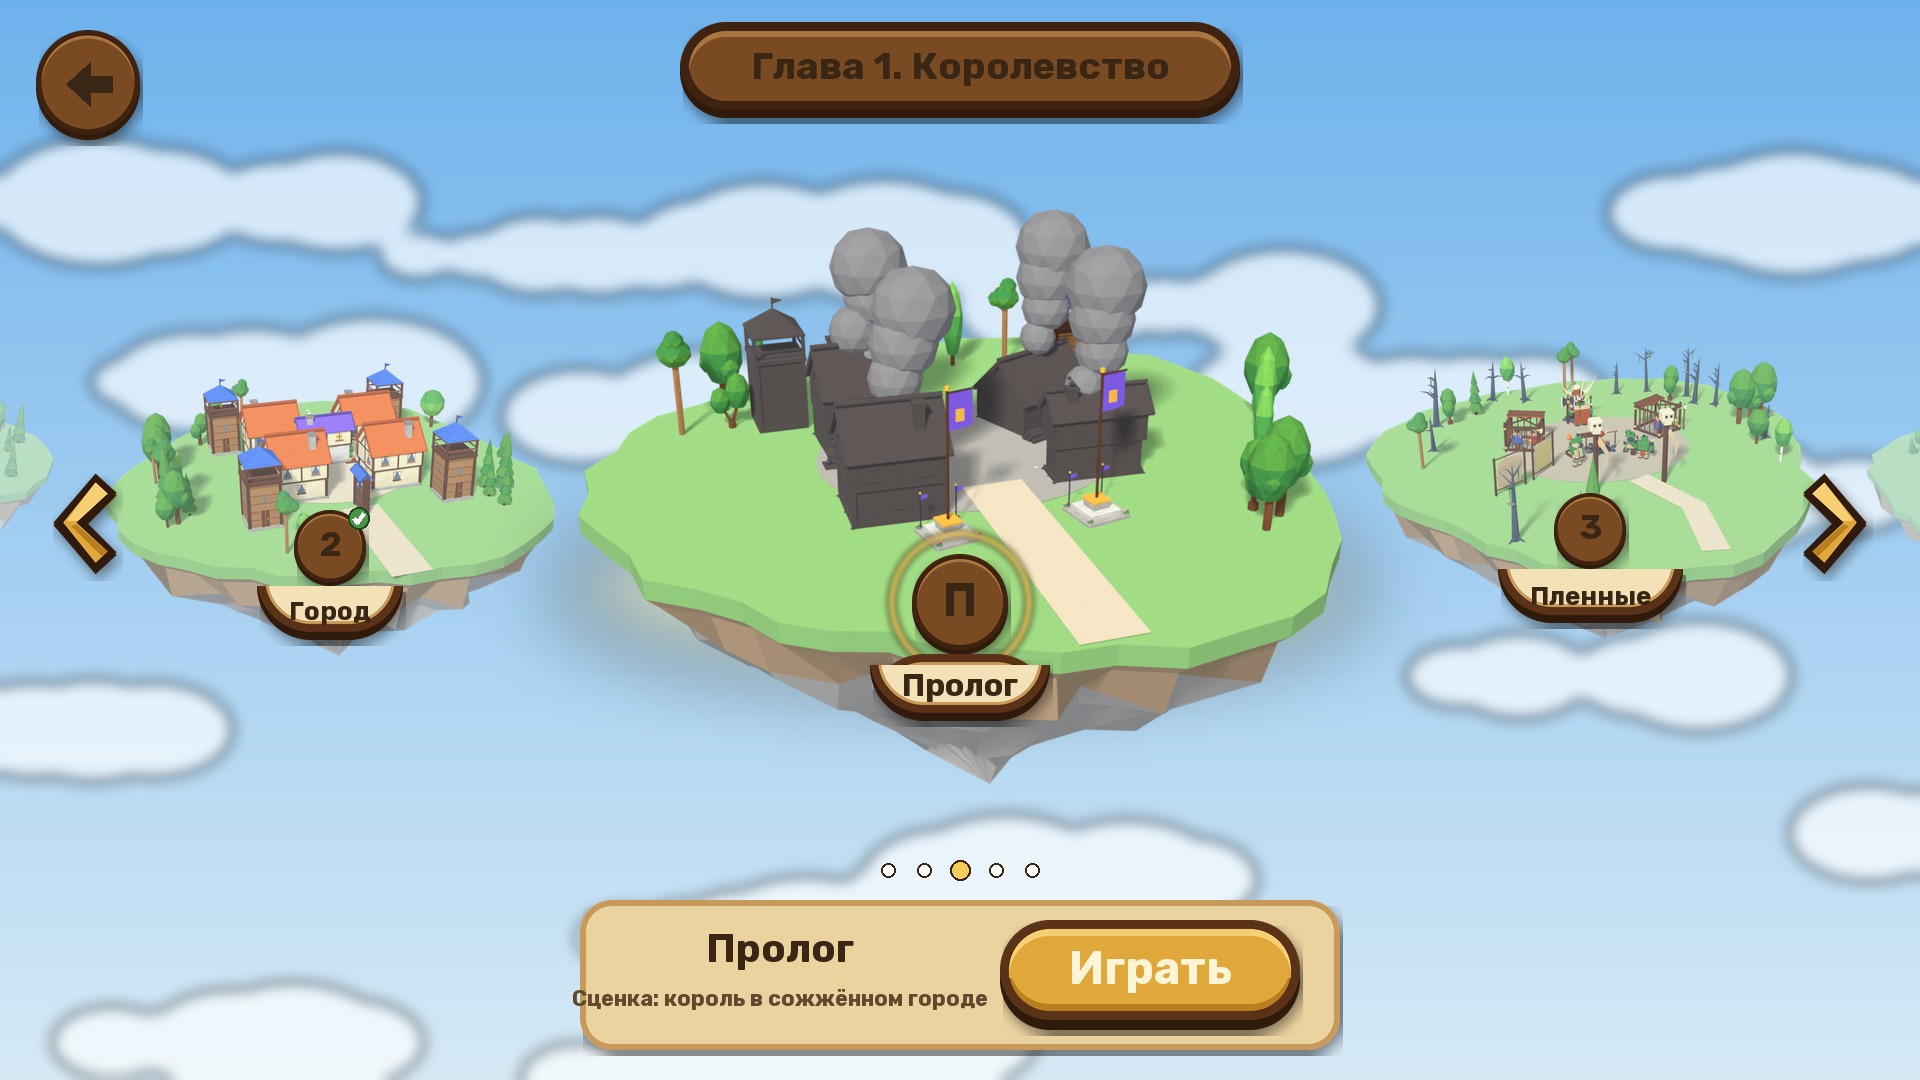 Глава 1. Королевство
2
Город
П
Пролог
3
Пленные
Пролог
Сценка: король в сожжённом городе
Играть